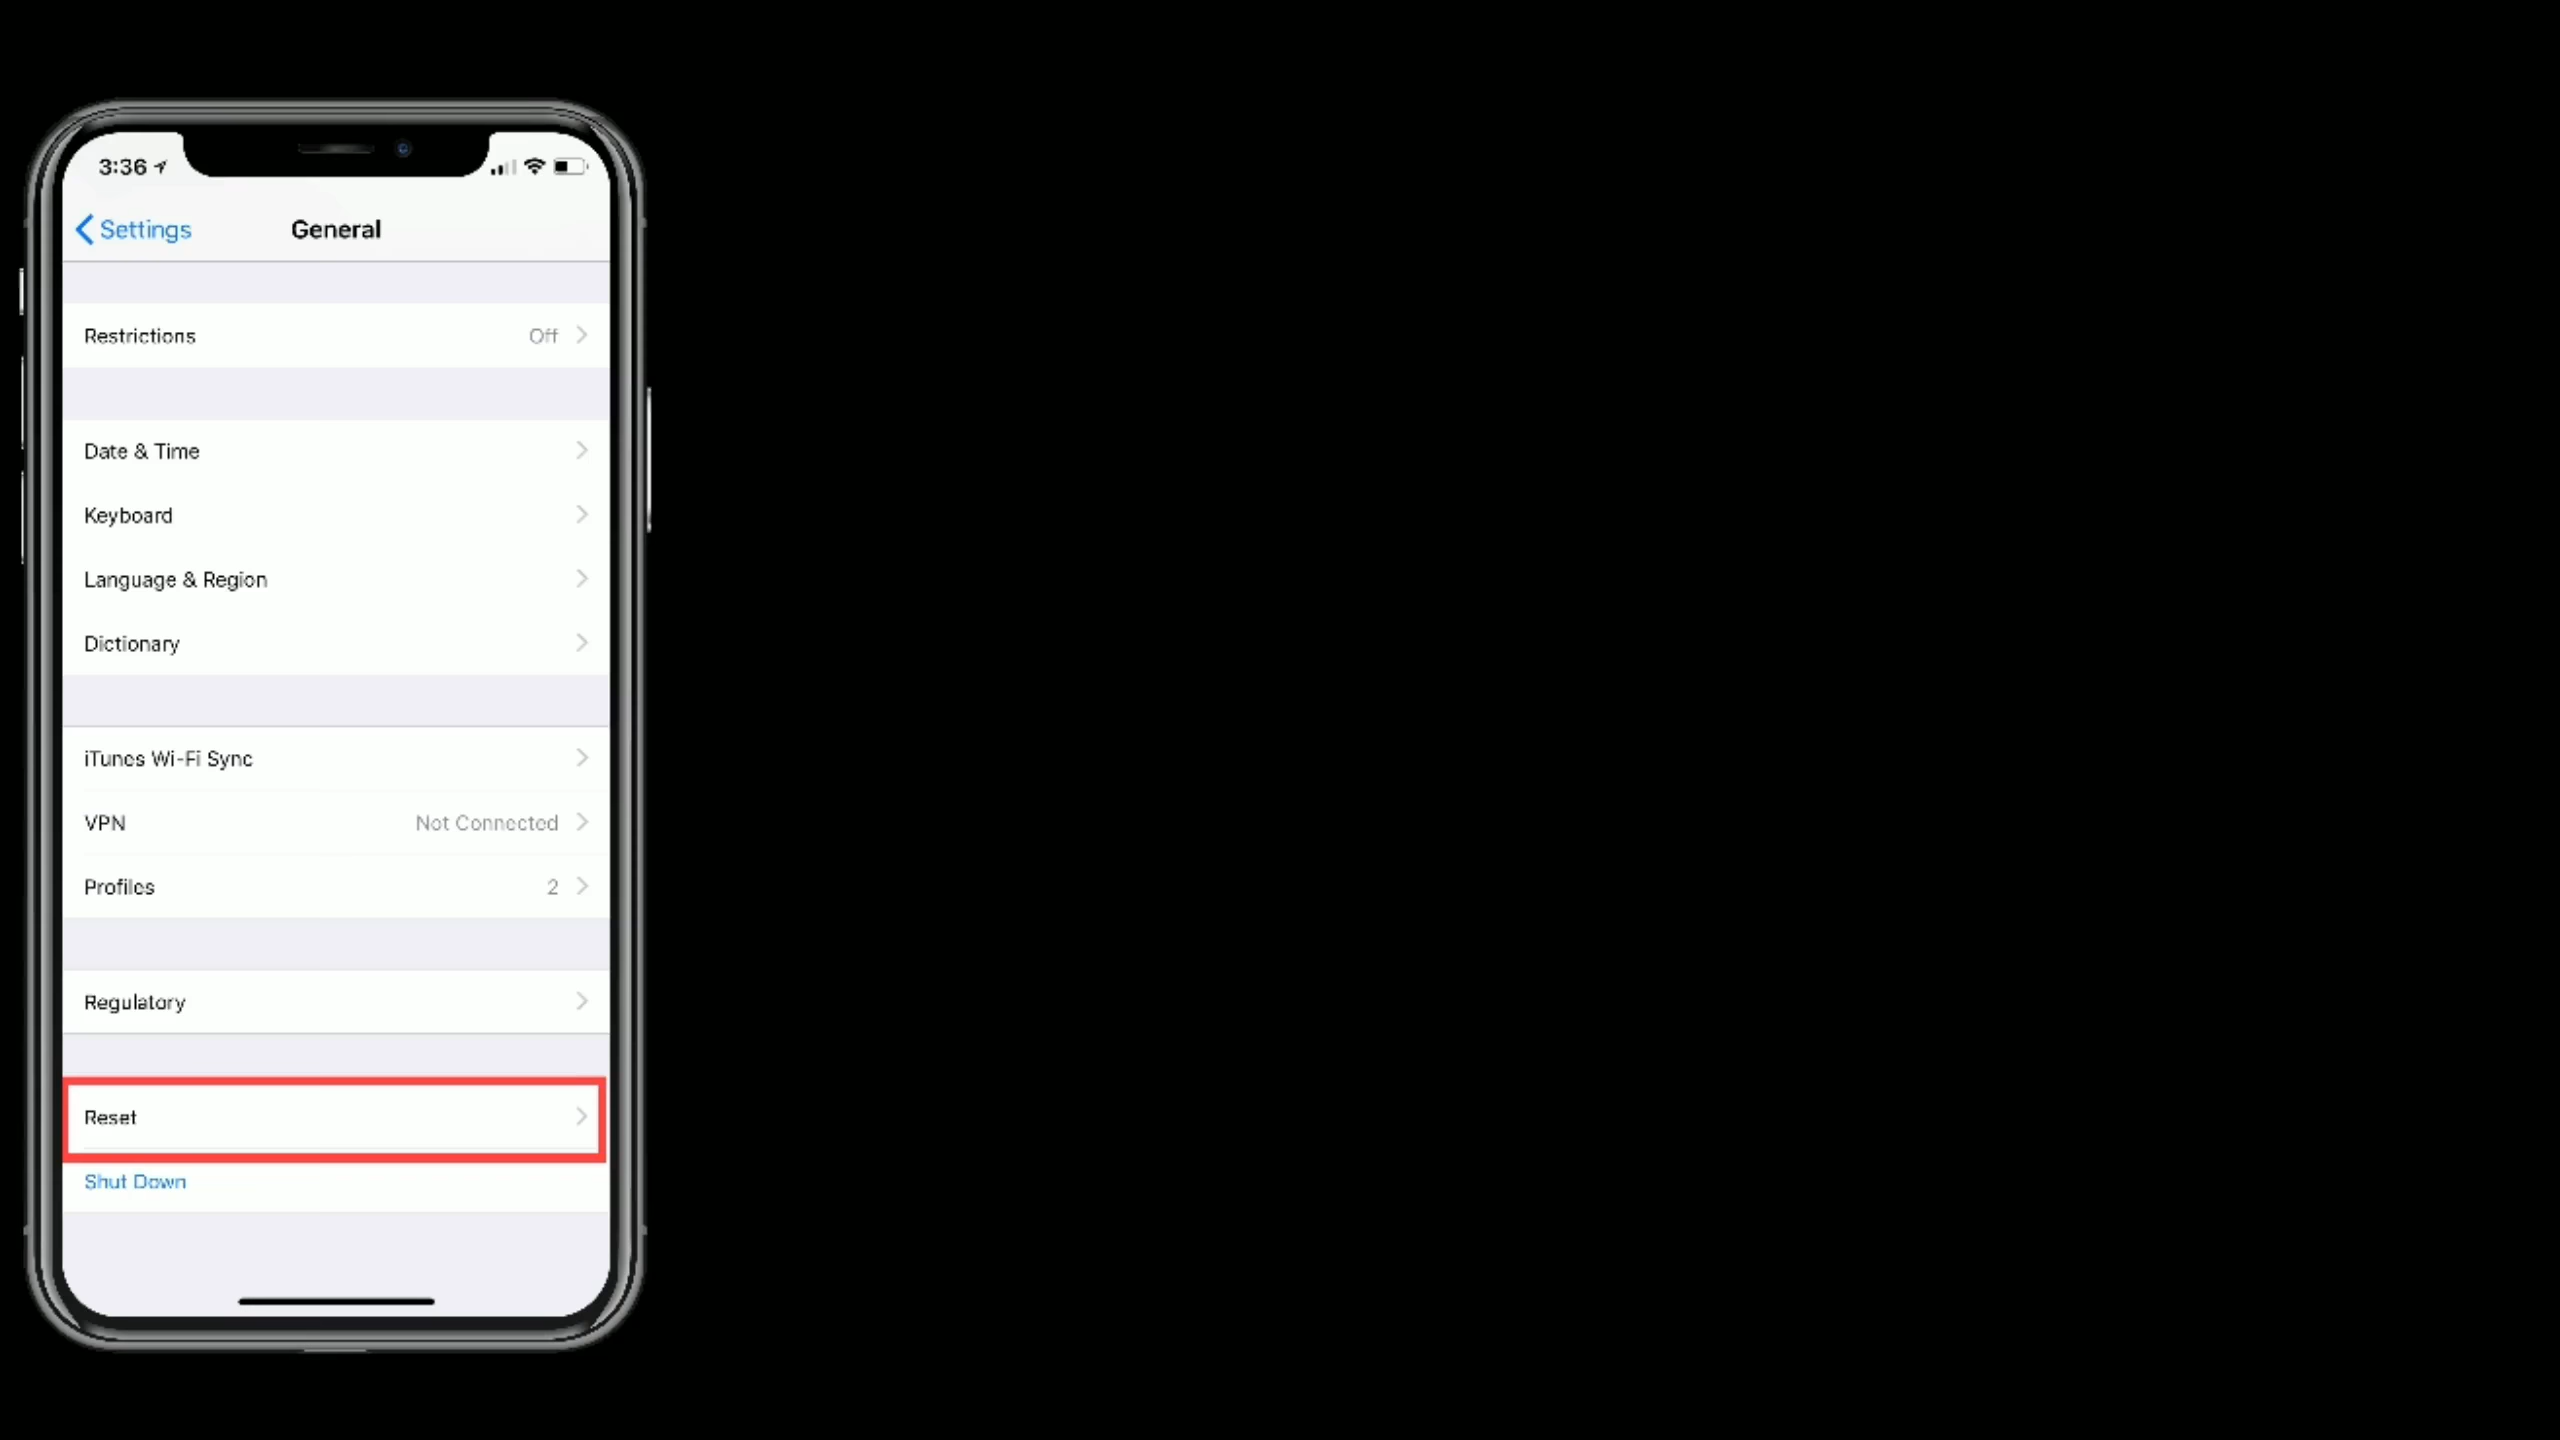 3:36
Settings General
Restrictions Off
Date & Time
Keyboard
Language & Region
Dictionary
iTunes Wi-Fi Sync
VPN Not Connected
Profiles 2
Regulatory
Reset
Shut Down